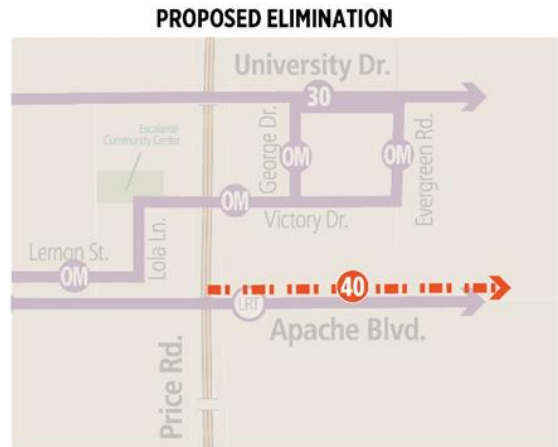 PROPOSED ELIMINATION
University Dr.
30
Escalante
Community Center
George Dr.
OM
OM
Evergreen Rd.
OM
Victory Dr.
Lemon St.
Lola Ln.
OM
40
LRT
Apache Blvd.
Price Rd.